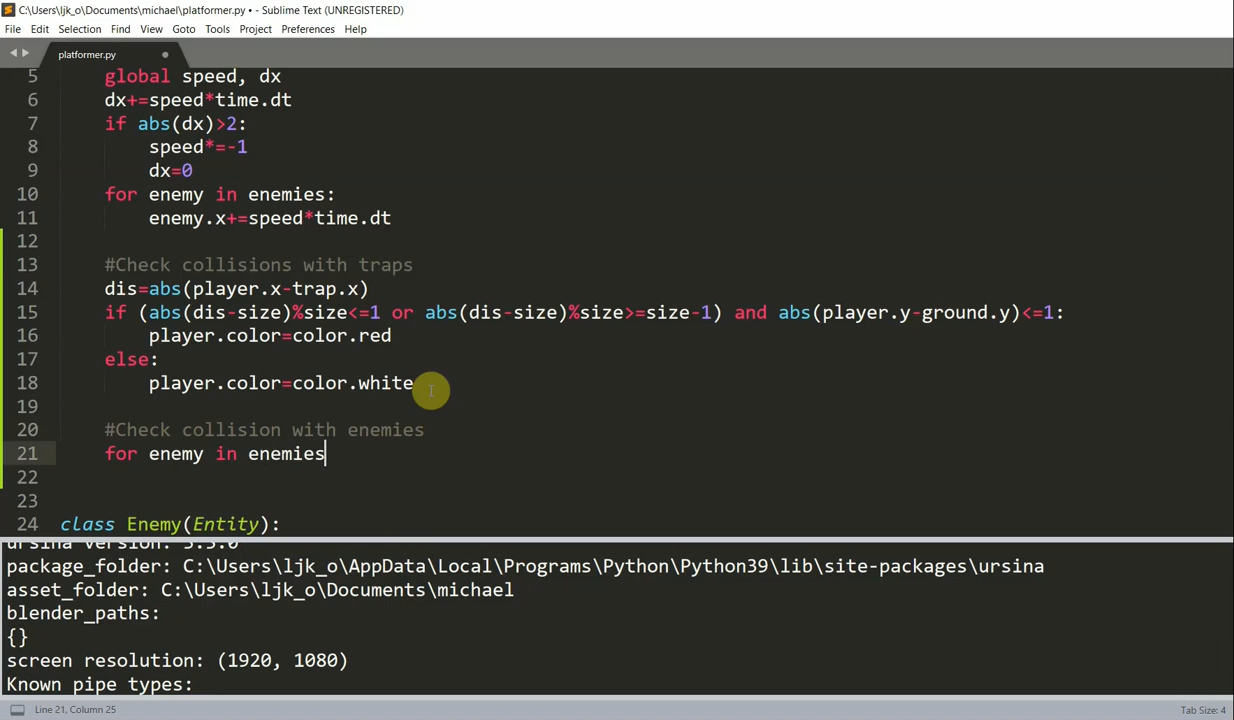 C:\Users\ljk_o\Documents\michael\platformer.py • - Sublime Text (UNREGISTERED)
File Edit Selection Find View Goto Tools Project Preferences Help
platformer.py
5 global speed, dx
6 dx+=speed*time.dt
7 if abs(dx)>2:
8 speed*=-1
9 dx=0
10 for enemy in enemies:
11 enemy.x+=speed*time.dt
12
13 #Check collisions with traps
14 dis=abs(player.x-trap.x)
15 if (abs(dis-size)%size<=1 or abs(dis-size)%size>=size-1) and abs(player.y-ground.y)<=1:
16 player.color=color.red
17 else:
18 player.color=color.white
19
20 #Check collision with enemies
21 for enemy in enemies
22
23
24 class Enemy(Entity):
ursina version: 3.3.0
package_folder: C:\Users\ljk_o\AppData\Local\Programs\Python\Python39\lib\site-packages\ursina
asset_folder: C:\Users\ljk_o\Documents\michael
blender_paths:
{}
screen resolution: (1920, 1080)
Known pipe types:
Line 21, Column 25 Tab Size: 4